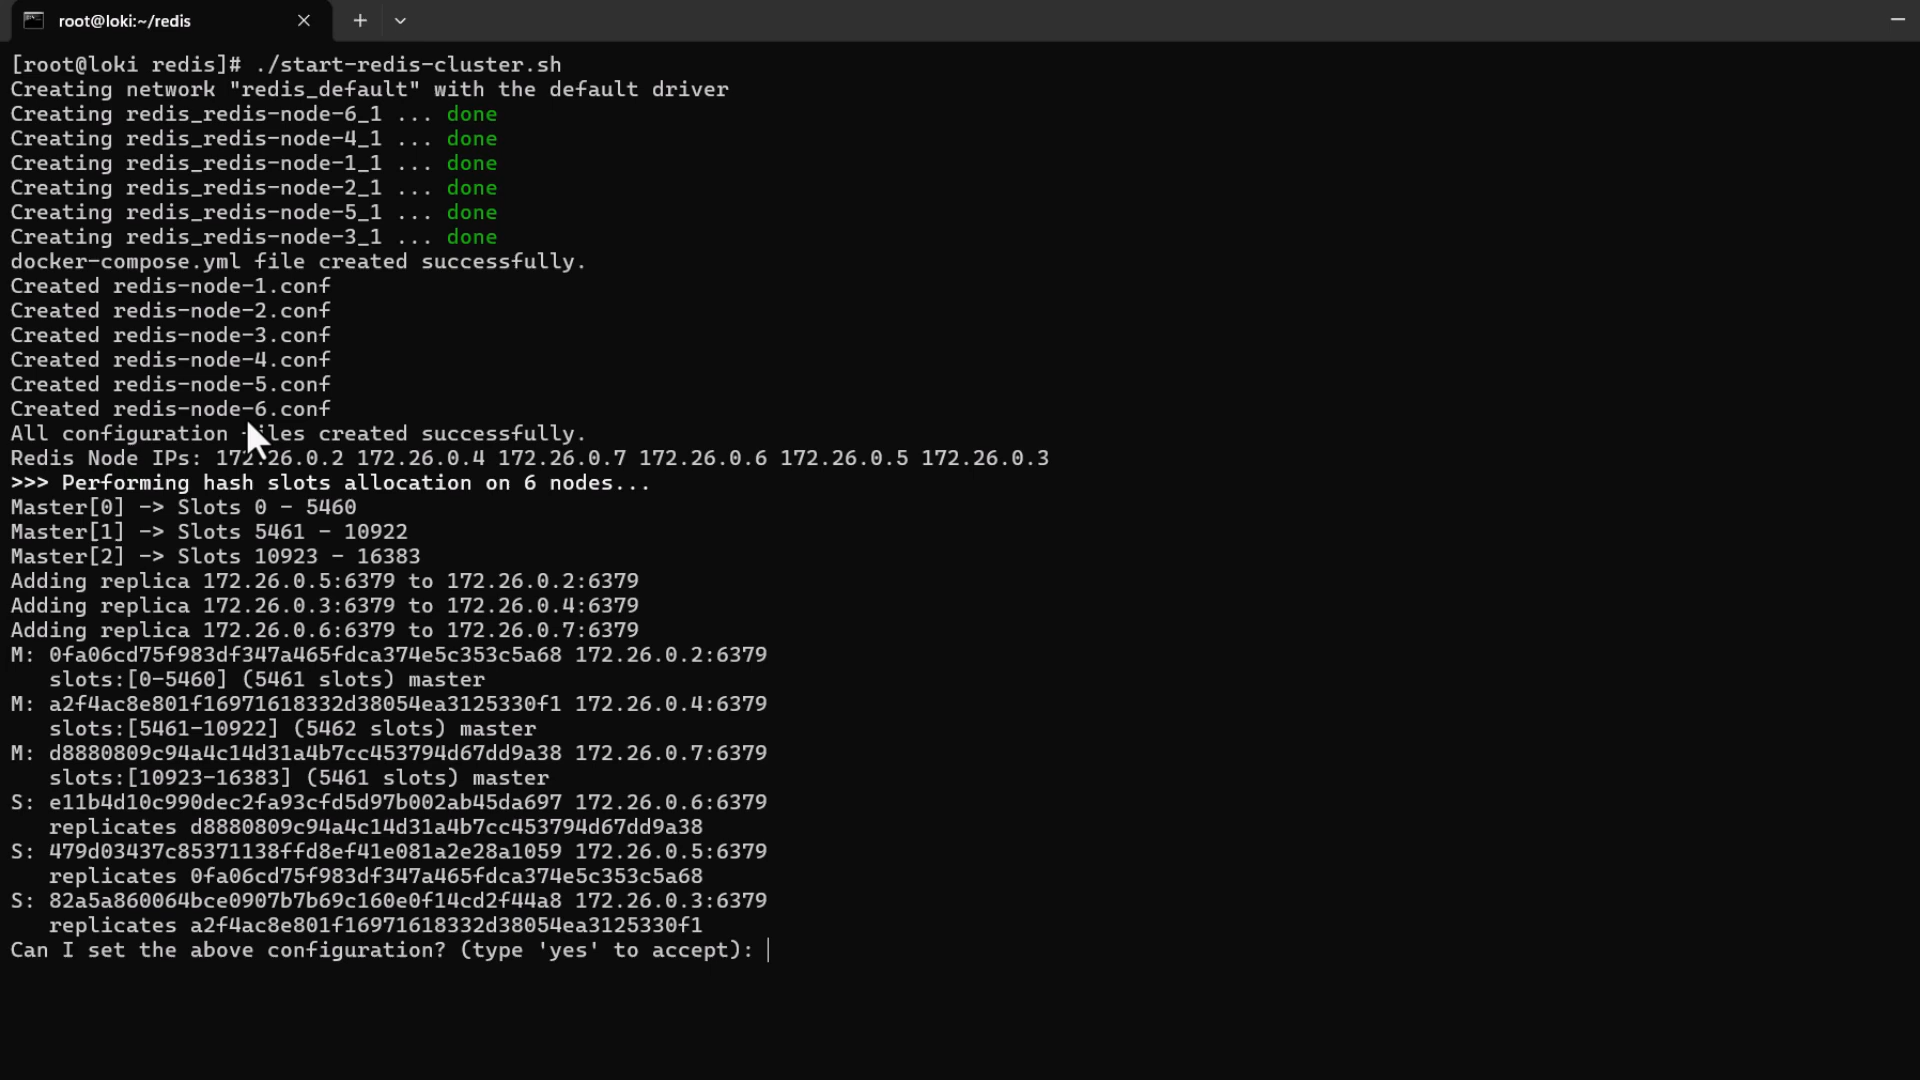 root@loki:~/redis
[root@loki redis]# ./start-redis-cluster.sh
Creating network "redis_default" with the default driver
Creating redis_redis-node-6_1 ... done
Creating redis_redis-node-4_1 ... done
Creating redis_redis-node-1_1 ... done
Creating redis_redis-node-2_1 ... done
Creating redis_redis-node-5_1 ... done
Creating redis_redis-node-3_1 ... done
docker-compose.yml file created successfully.
Created redis-node-1.conf
Created redis-node-2.conf
Created redis-node-3.conf
Created redis-node-4.conf
Created redis-node-5.conf
Created redis-node-6.conf
All configuration files created successfully.
Redis Node IPs: 172.26.0.2 172.26.0.4 172.26.0.7 172.26.0.6 172.26.0.5 172.26.0.3
>>> Performing hash slots allocation on 6 nodes...
Master[0] -> Slots 0 - 5460
Master[1] -> Slots 5461 - 10922
Master[2] -> Slots 10923 - 16383
Adding replica 172.26.0.5:6379 to 172.26.0.2:6379
Adding replica 172.26.0.3:6379 to 172.26.0.4:6379
Adding replica 172.26.0.6:6379 to 172.26.0.7:6379
M: 0fa06cd75f983df347a465fdca374e5c353c5a68 172.26.0.2:6379
slots:[0-5460] (5461 slots) master
M: a2f4ac8e801f16971618332d38054ea3125330f1 172.26.0.4:6379
slots:[5461-10922] (5462 slots) master
M: d8880809c94a4c14d31a4b7cc453794d67dd9a38 172.26.0.7:6379
slots:[10923-16383] (5461 slots) master
S: e11b4d10c990dec2fa93cfd5d97b002ab45da697 172.26.0.6:6379
replicates d8880809c94a4c14d31a4b7cc453794d67dd9a38
S: 479d03437c85371138ffd8ef41e081a2e28a1059 172.26.0.5:6379
replicates 0fa06cd75f983df347a465fdca374e5c353c5a68
S: 82a5a860064bce0907b7b69c160e0f14cd2f44a8 172.26.0.3:6379
replicates a2f4ac8e801f16971618332d38054ea3125330f1
Can I set the above configuration? (type 'yes' to accept):